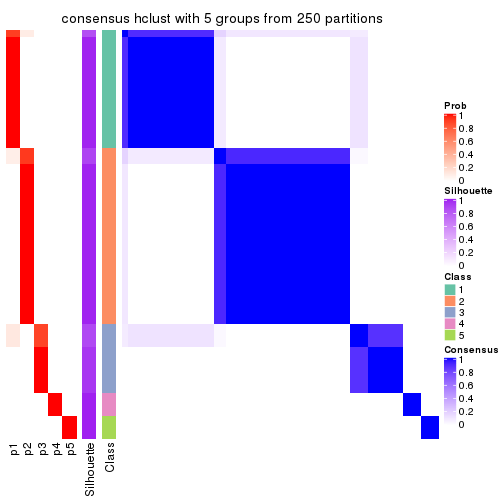 consensus hclust with 5 groups from 250 partitions
Prob
1
0.8
0.6
0.4
0.2
0
Silhouette
1
0.8
0.6
0.4
0.2
0
Class
1
2
3
4
5
Consensus
1
0.8
0.6
0.4
0.2
0
p1
p2
p3
p4
p5
Silhouette
Class